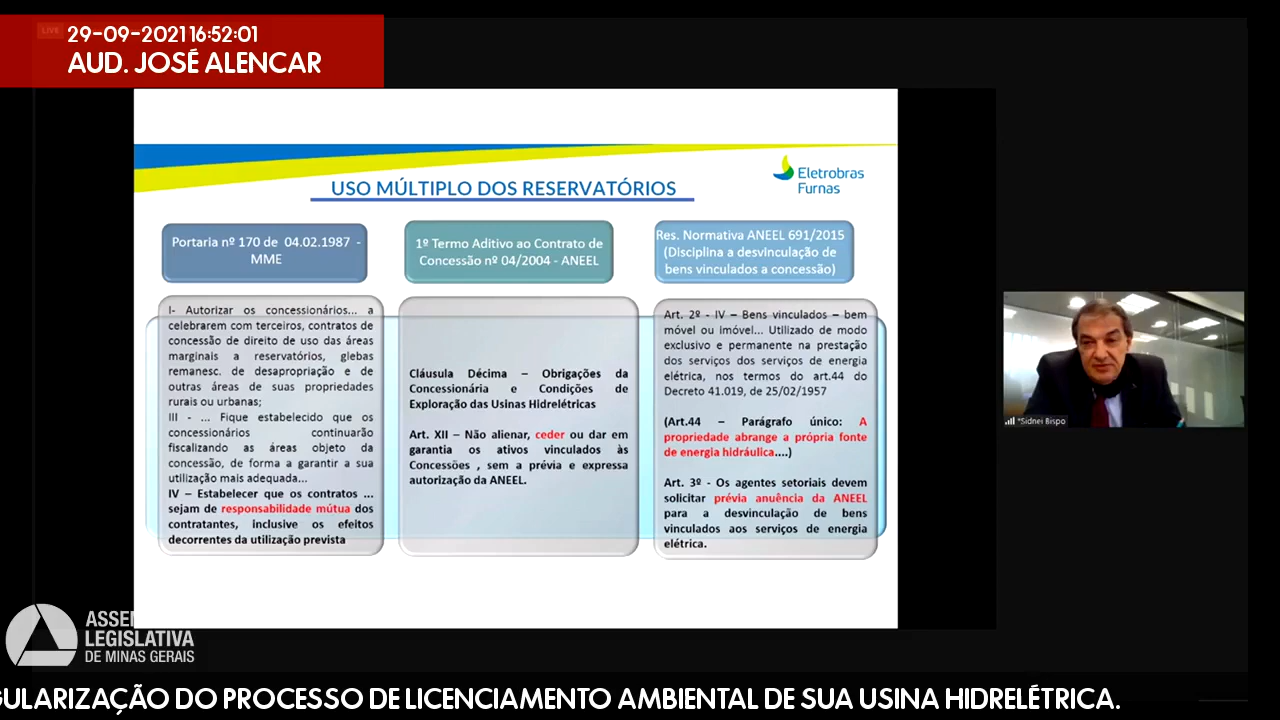 LIVE
29-09-2021 16:52:01
AUD. JOSÉ ALENCAR
Eletrobras
Furnas
USO MÚLTIPLO DOS RESERVATÓRIOS
Portaria nº 170 de 04.02.1987 -
MME
I- Autorizar os concessionários... a
celebrarem com terceiros, contratos de
concessão de direito de uso das áreas
marginais a reservatórios, glebas
remanesc. de desapropriação e de
outras áreas de suas propriedades
rurais ou urbanas;
III - ... Fique estabelecido que os
concessionários continuarão
fiscalizando as áreas objeto da
concessão, de forma a garantir a sua
utilização mais adequada...
IV – Estabelecer que os contratos ...
sejam de responsabilidade mútua dos
contratantes, inclusive os efeitos
decorrentes da utilização prevista
1º Termo Aditivo ao Contrato de
Concessão nº 04/2004 - ANEEL
Cláusula Décima – Obrigações da
Concessionária e Condições de
Exploração das Usinas Hidrelétricas
Art. XII – Não alienar, ceder ou dar em
garantia os ativos vinculados às
Concessões , sem a prévia e expressa
autorização da ANEEL.
Res. Normativa ANEEL 691/2015
(Disciplina a desvinculação de
bens vinculados a concessão)
Art. 2º - IV – Bens vinculados – bem
móvel ou imóvel... Utilizado de modo
exclusivo e permanente na prestação
dos serviços dos serviços de energia
elétrica, nos termos do art.44 do
Decreto 41.019, de 25/02/1957
(Art.44 – Parágrafo único: A
propriedade abrange a própria fonte
de energia hidráulica....)
Art. 3º - Os agentes setoriais devem
solicitar prévia anuência da ANEEL
para a desvinculação de bens
vinculados aos serviços de energia
elétrica.
*Sidnei Bispo
ASSE
LEGISLATIVA
DE MINAS GERAIS
GULARIZAÇÃO DO PROCESSO DE LICENCIAMENTO AMBIENTAL DE SUA USINA HIDRELÉTRICA.